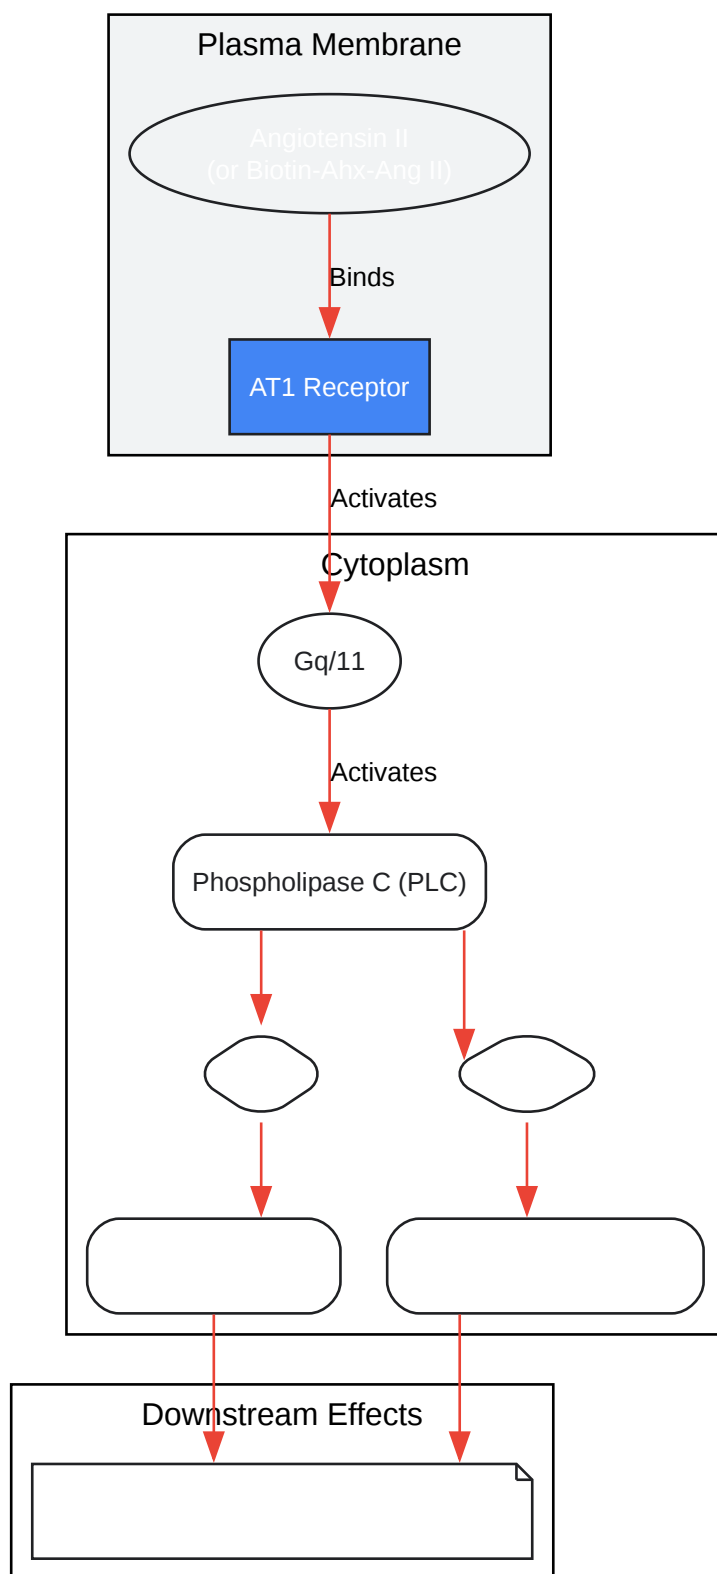 Plasma Membrane
Angiotensin II
(or Biotin-Ahx-Ang II)
Binds
AT1 Receptor
Activates
Cytoplasm
Gq/11
Activates
Phospholipase C (PLC)
Downstream Effects